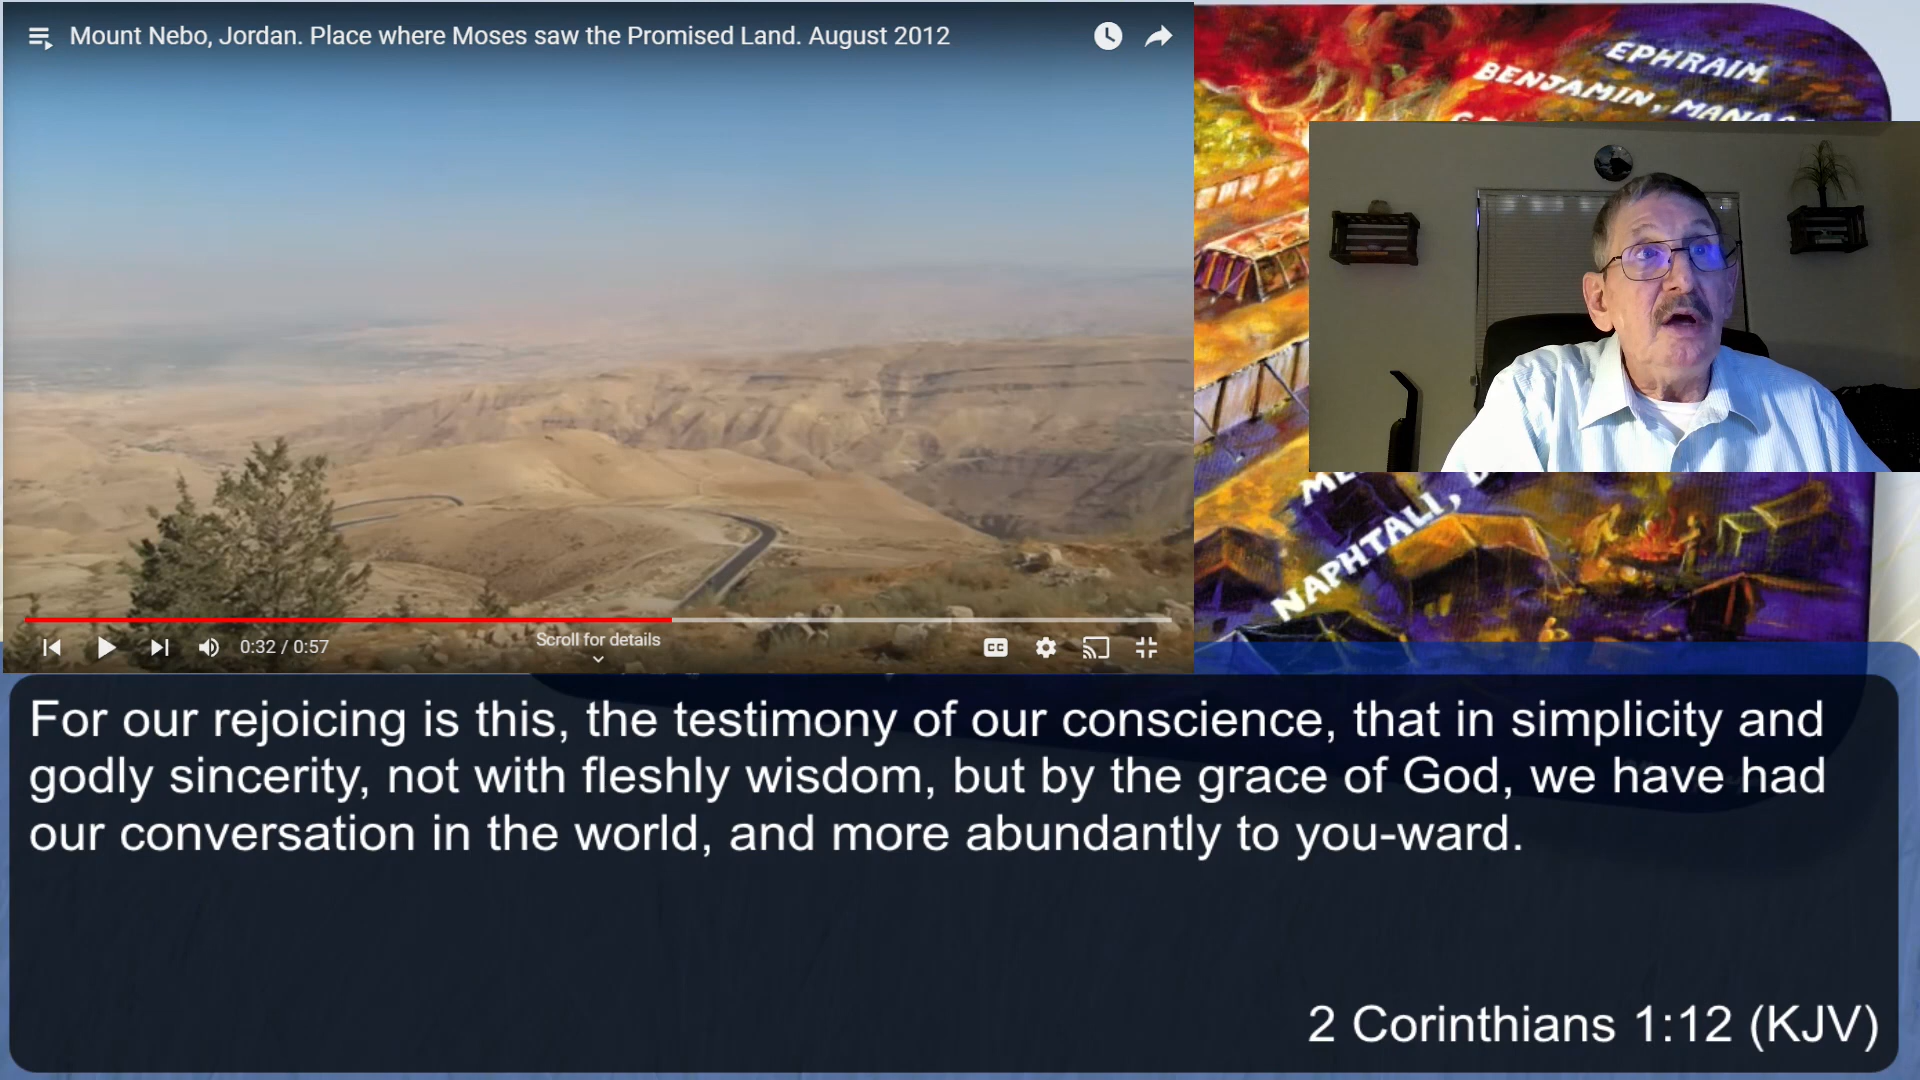 Mount Nebo, Jordan. Place where Moses saw the Promised Land. August 2012
EPHRAIM
BENJAMIN,
NAPHTALI,
0:32 / 0:57
Scroll for details
CC
For our rejoicing is this, the testimony of our conscience, that in simplicity and
godly sincerity, not with fleshly wisdom, but by the grace of God, we have had
our conversation in the world, and more abundantly to you-ward.
2 Corinthians 1:12 (KJV)